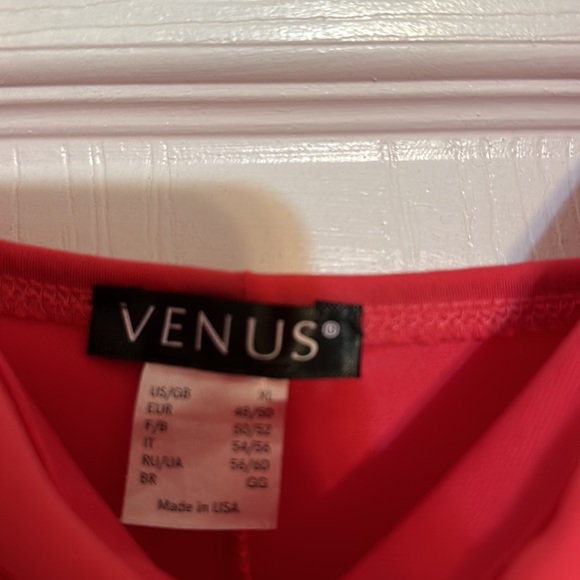 VENUS®
US/GB XL
EUR 48/50
F/B 50/52
IT 54/56
RU/UA 56/60
BR GG
Made in USA